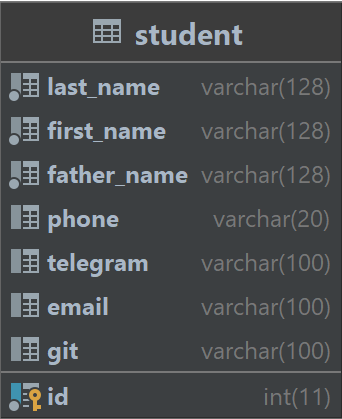 student
last_name varchar(128)
first_name varchar(128)
father_name varchar(128)
phone varchar(20)
telegram varchar(100)
email varchar(100)
git varchar(100)
id int(11)